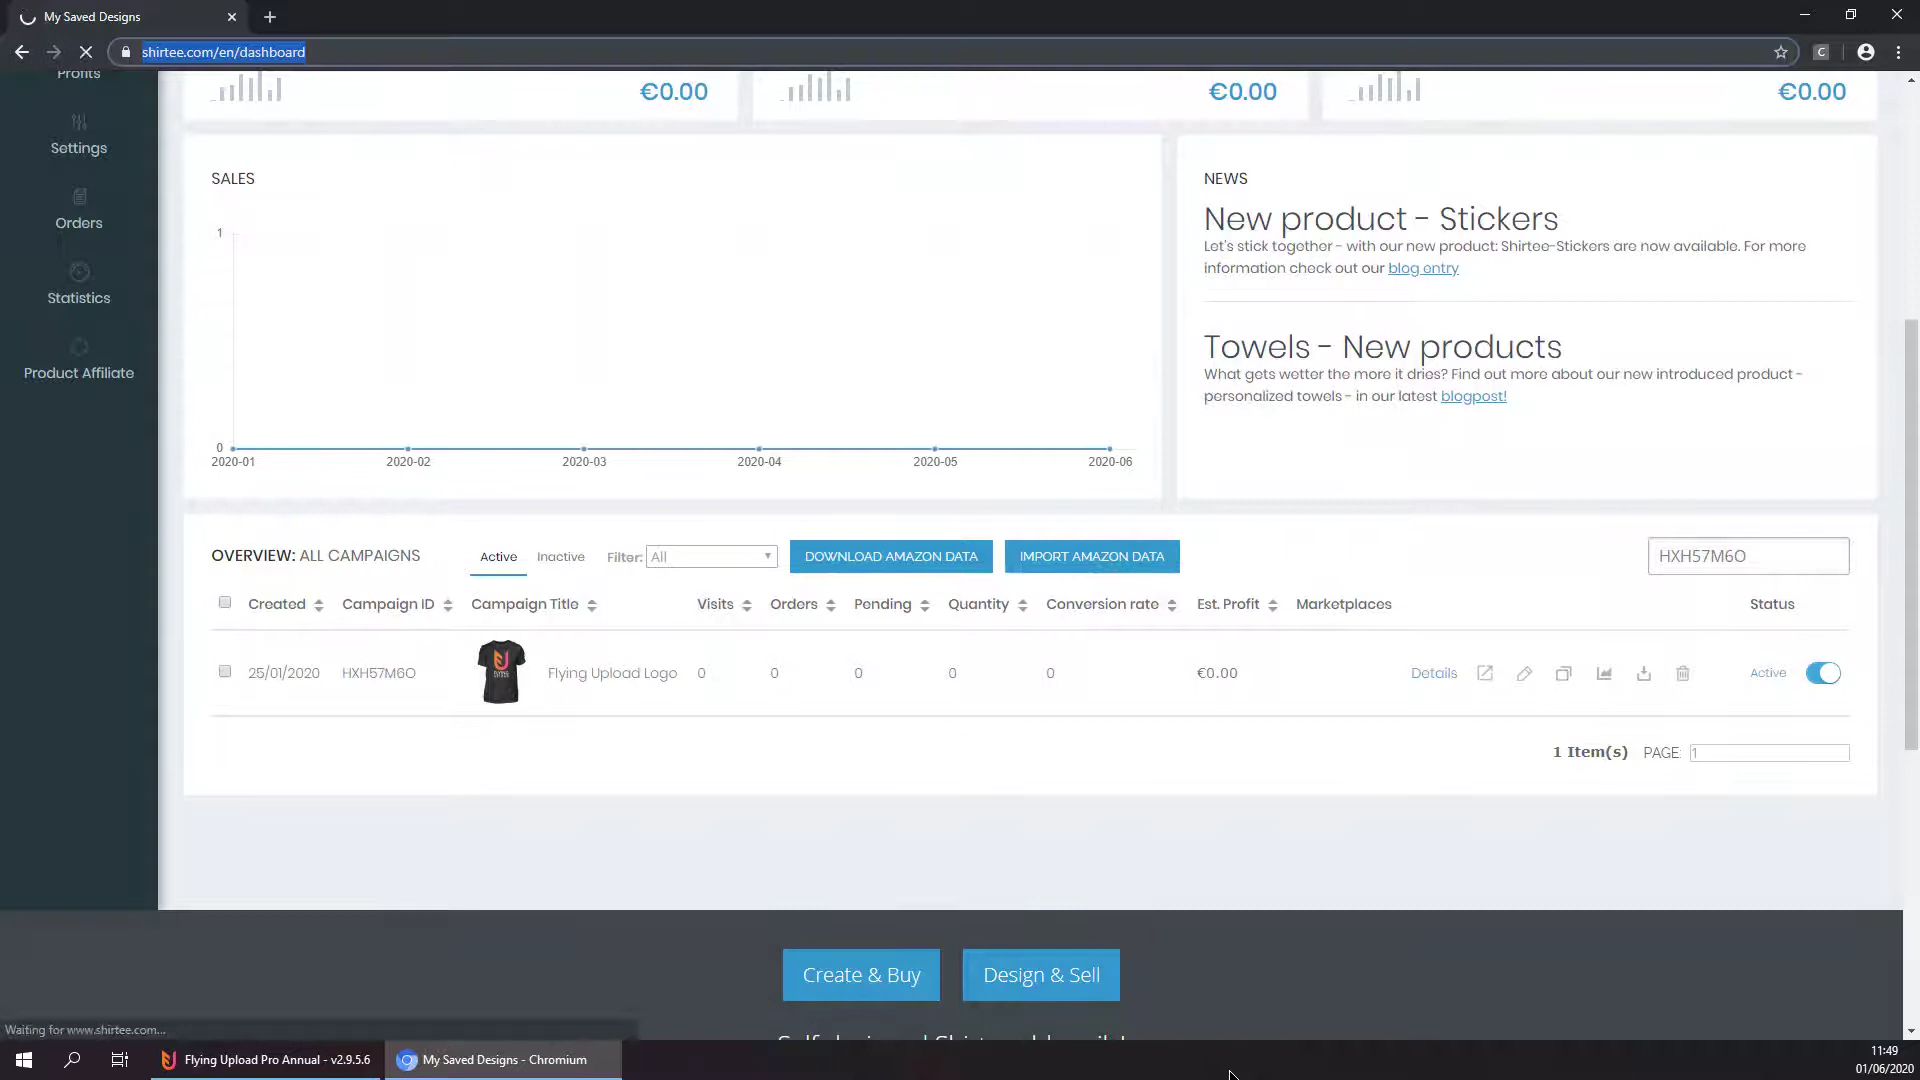 My Saved Designs
shirtee.com/en/dashboard
Profits
Settings
Orders
Statistics
Product Affiliate
€0.00
€0.00
€0.00
SALES
1
0
2020-01 2020-02 2020-03 2020-04 2020-05 2020-06
NEWS
New product - Stickers
Let's stick together - with our new product: Shirtee-Stickers are now available. For more
information check out our blog entry
Towels - New products
What gets wetter the more it dries? Find out more about our new introduced product -
personalized towels - in our latest blogpost!
OVERVIEW: ALL CAMPAIGNS Active Inactive Filter: All DOWNLOAD AMAZON DATA IMPORT AMAZON DATA HXH57M6O
Created Campaign ID Campaign Title Visits Orders Pending Quantity Conversion rate Est. Profit Marketplaces Status
25/01/2020 HXH57M6O Flying Upload Logo 0 0 0 0 0 €0.00 Details Active
1 Item(s) PAGE: 1
Create & Buy Design & Sell
Waiting for www.shirtee.com...
Flying Upload Pro Annual - v2.9.5.6
My Saved Designs - Chromium
11:49
01/06/2020